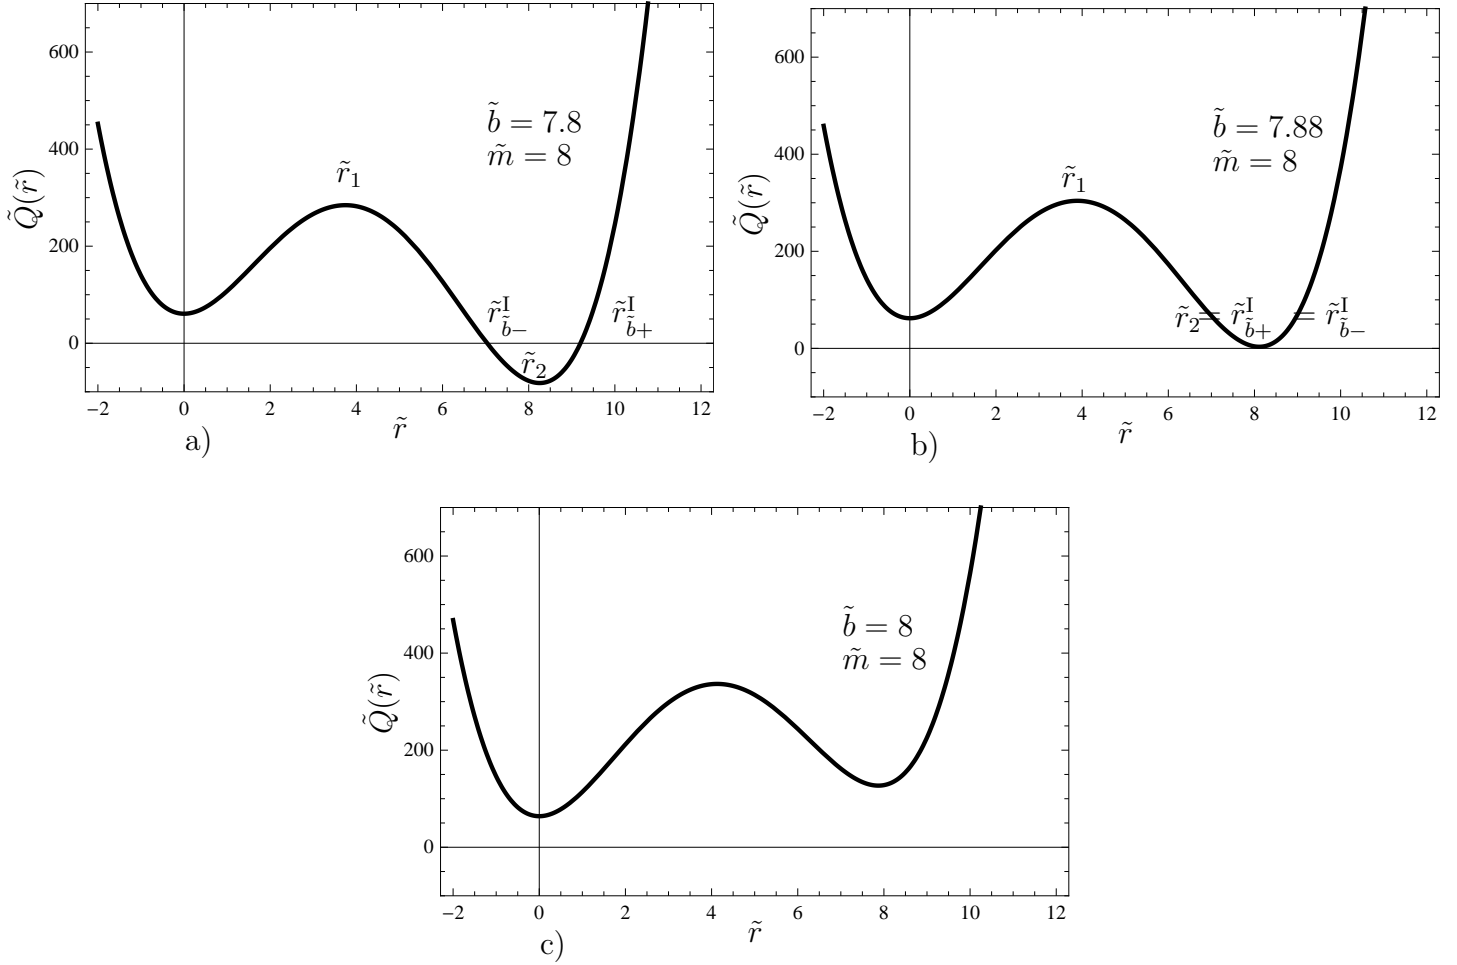 600
400
200
0
Q̃(r̃)
b̃ = 7.8
m̃ = 8
r̃₁
r̃ᴵ_b̃−
r̃ᴵ_b̃+
r̃₂
−2 0 2 4 6 8 10 12
r̃
a)
600
400
200
0
Q̃(r̃)
b̃ = 7.88
m̃ = 8
r̃₁
r̃₂ = r̃ᴵ_b̃+ = r̃ᴵ_b̃−
−2 0 2 4 6 8 10 12
r̃
b)
600
400
200
0
Q̃(r̃)
b̃ = 8
m̃ = 8
−2 0 2 4 6 8 10 12
r̃
c)